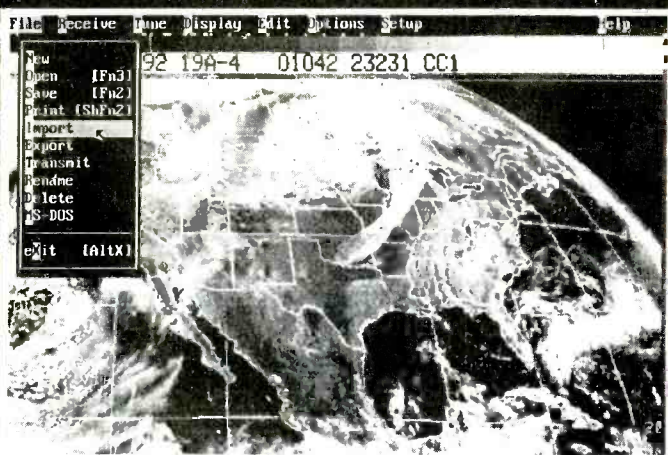 File Receive Tune Display Edit Options Setup Help
92 19A-4 01042 23231 CC1
New
Open [Fn3]
Save [Fn2]
Print [ShFn2]
Import
Export
Transmit
Rename
Delete
MS-DOS
eXit [AltX]